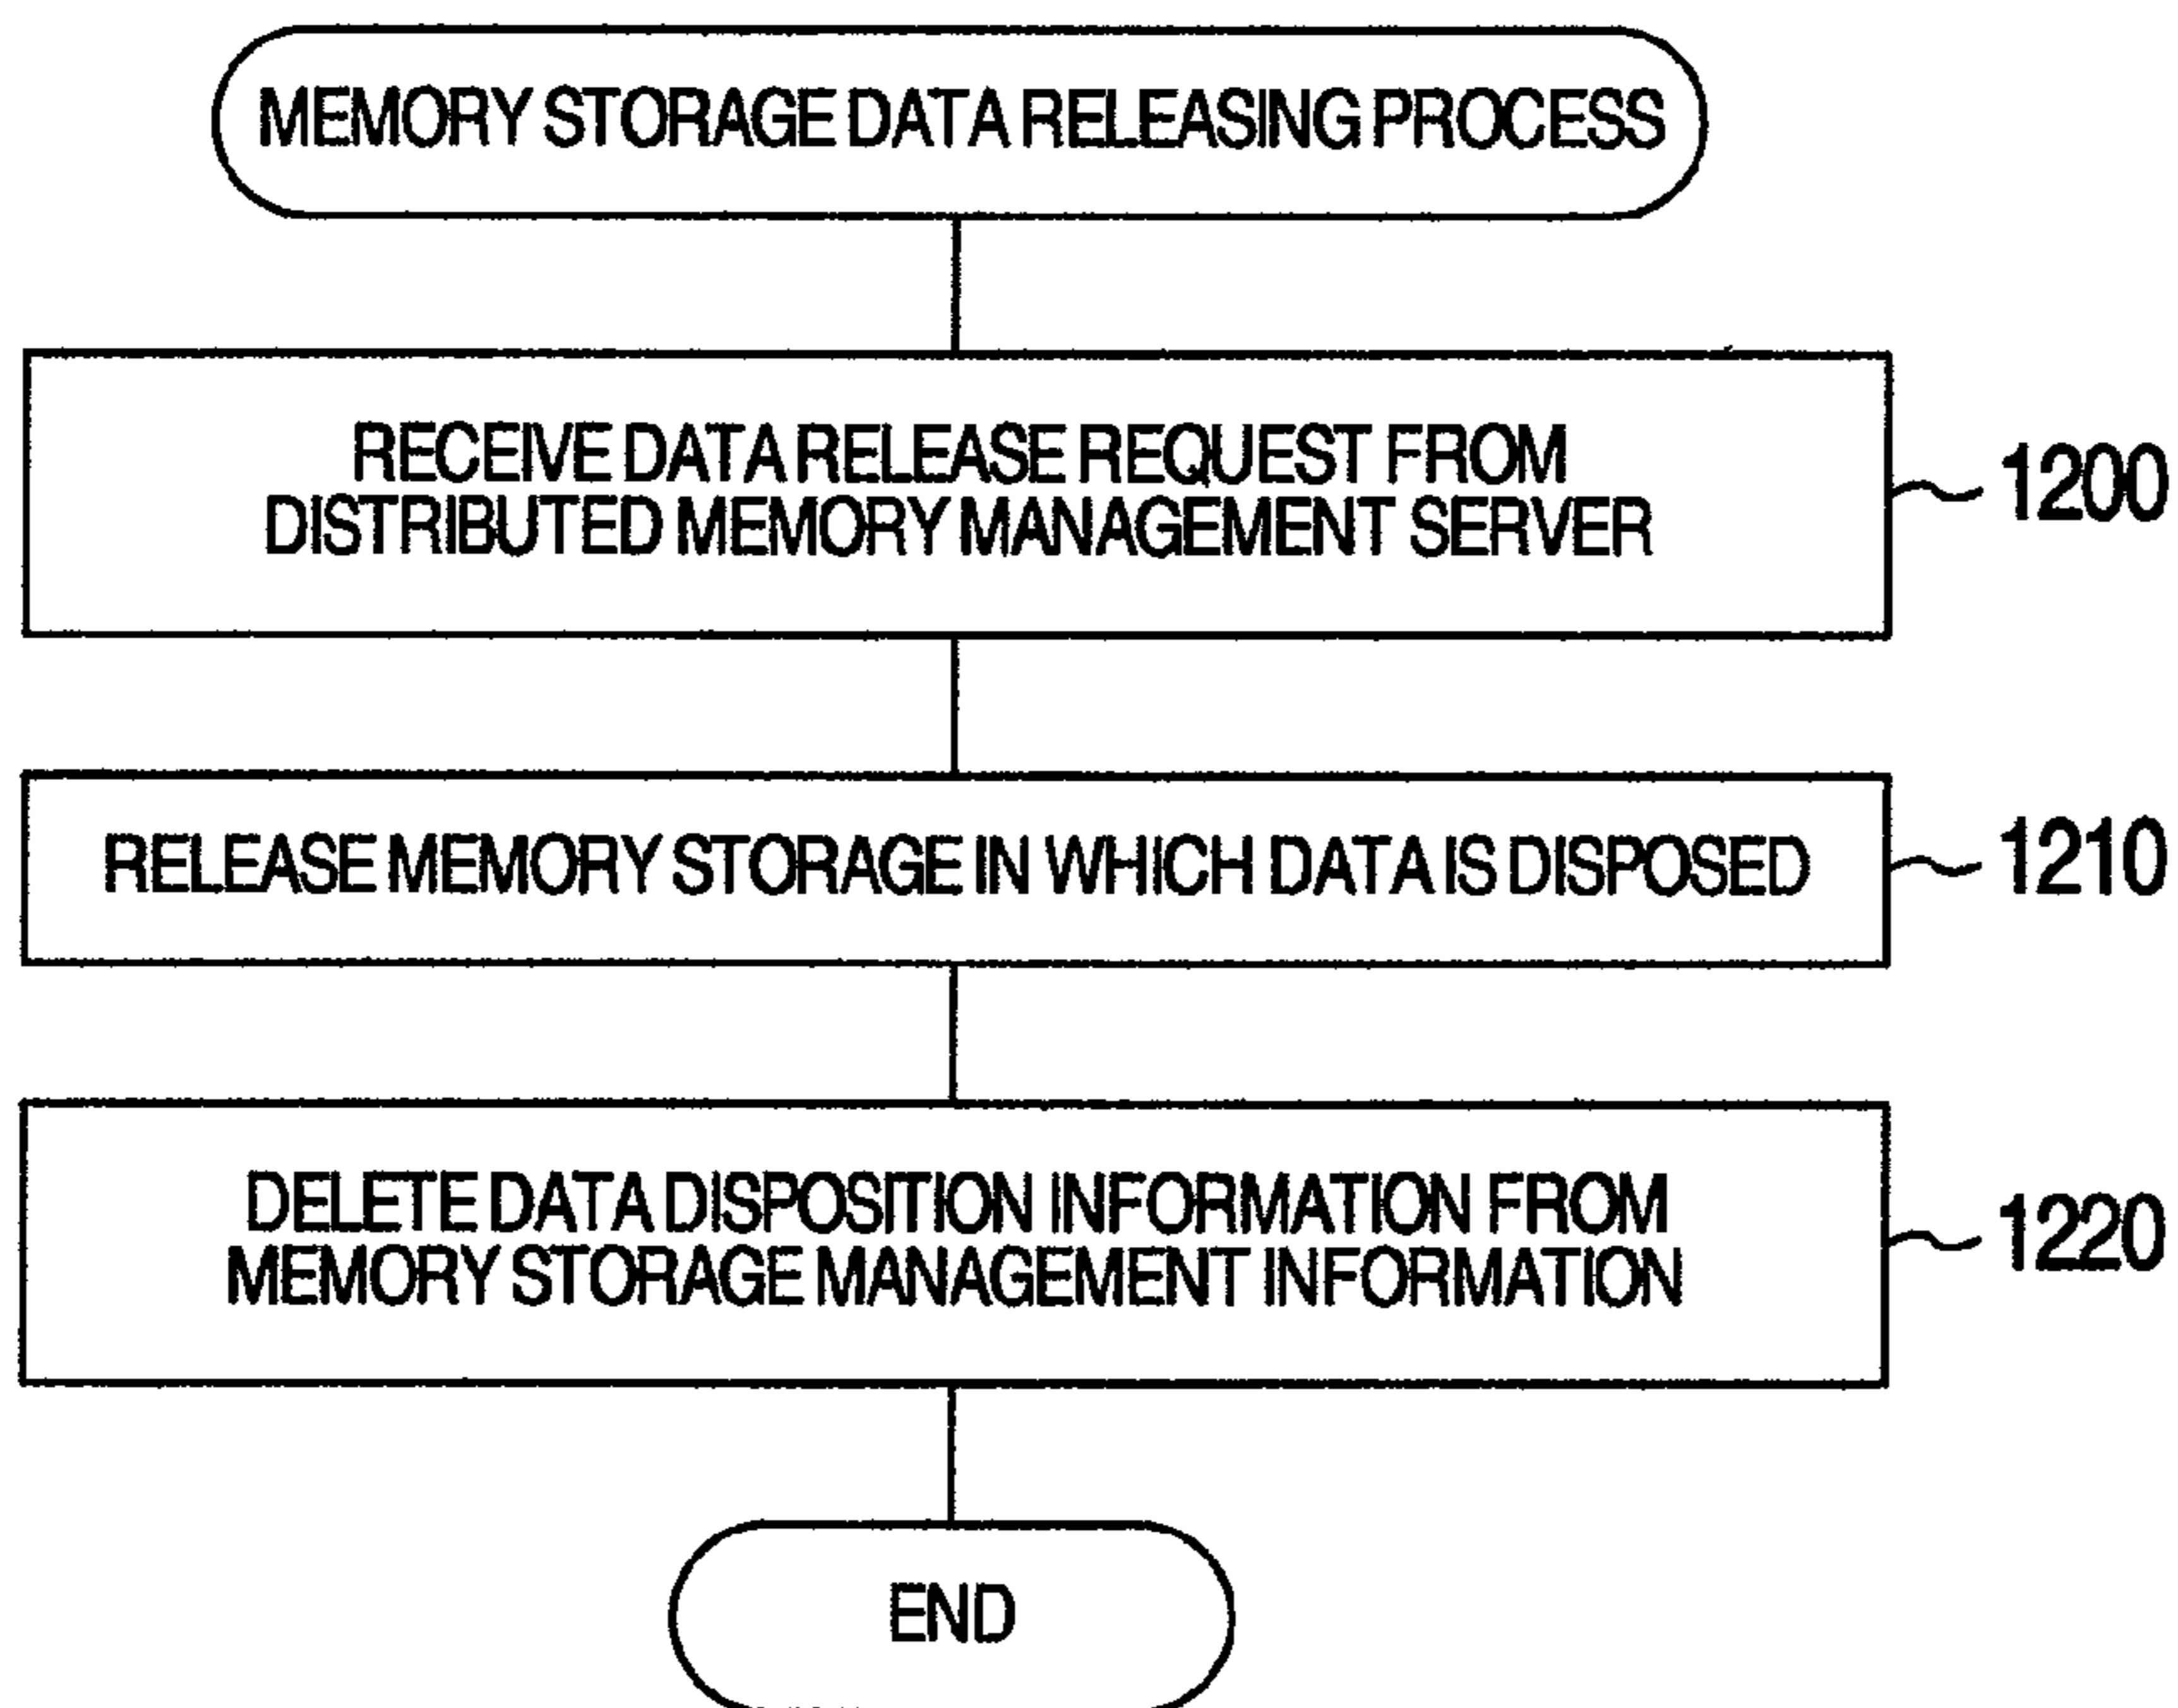 MEMORY STORAGE DATA RELEASING PROCESS
RECEIVE DATA RELEASE REQUEST FROM
DISTRIBUTED MEMORY MANAGEMENT SERVER
1200
RELEASE MEMORY STORAGE IN WHICH DATA IS DISPOSED
1210
DELETE DATA DISPOSITION INFORMATION FROM
MEMORY STORAGE MANAGEMENT INFORMATION
1220
END